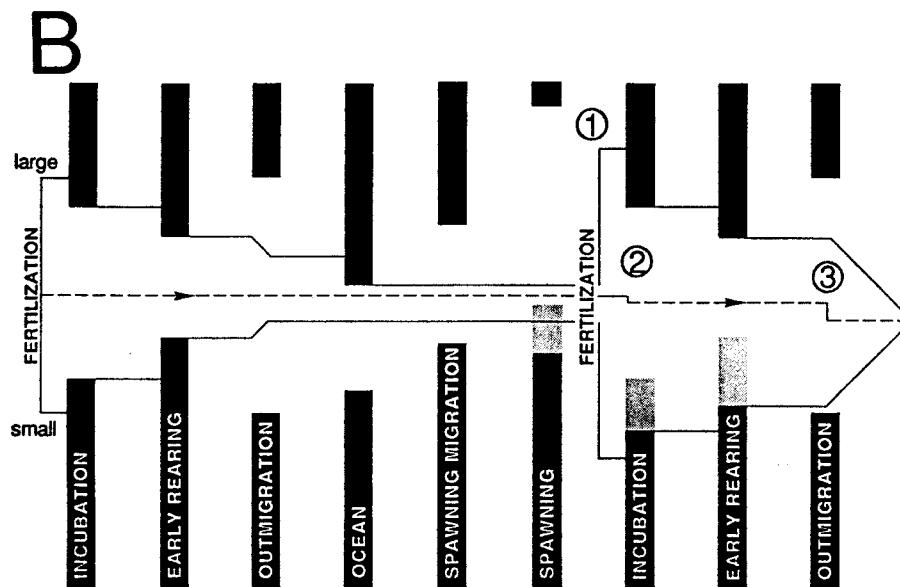 B
large
small
FERTILIZATION
INCUBATION
EARLY REARING
OUTMIGRATION
OCEAN
SPAWNING MIGRATION
SPAWNING
FERTILIZATION
INCUBATION
EARLY REARING
OUTMIGRATION
1
2
3